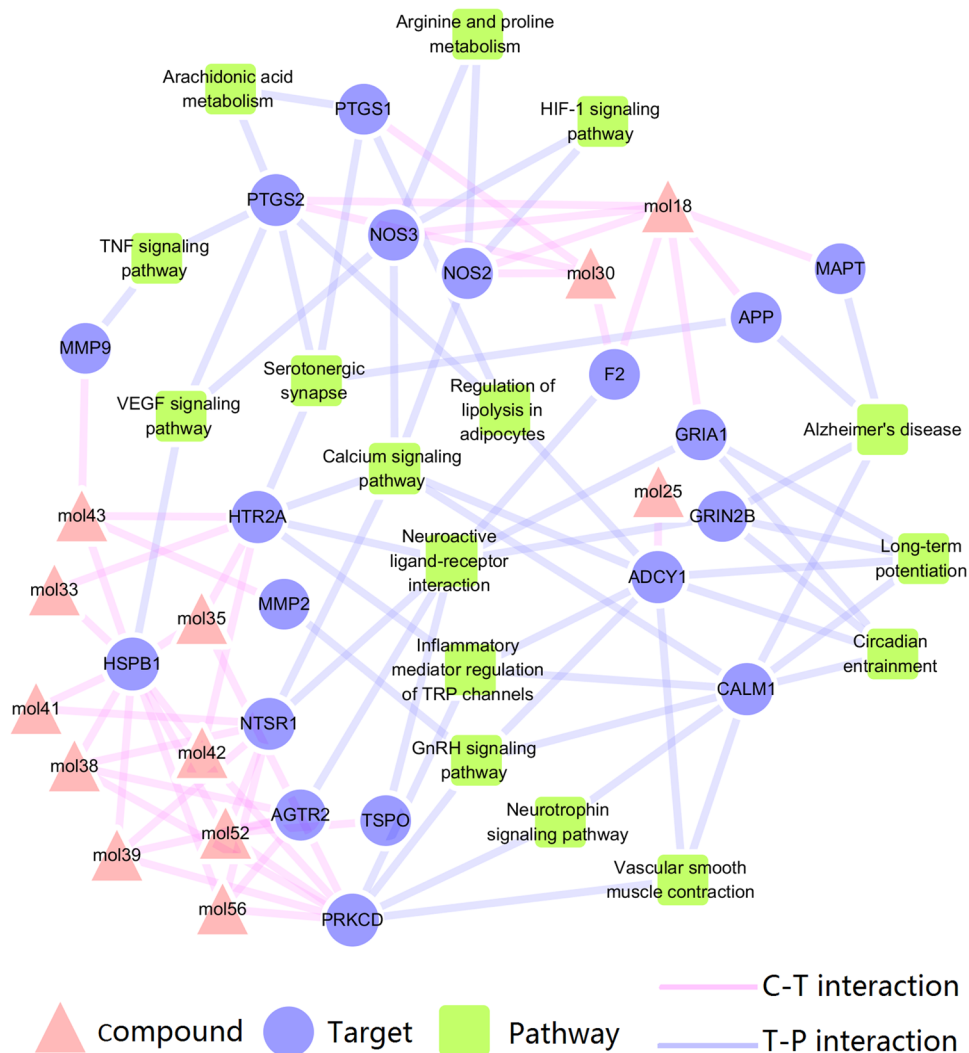 Arginine and proline
metabolism
Arachidonic acid
metabolism
PTGS1
HIF-1 signaling
pathway
PTGS2
mol18
NOS3
TNF signaling
pathway
NOS2
mol30
MAPT
APP
MMP9
Serotonergic
synapse
F2
Regulation of
lipolysis in
adipocytes
VEGF signaling
pathway
GRIA1
Alzheimer's disease
Calcium signaling
pathway
mol25
mol43
HTR2A
GRIN2B
Neuroactive
ligand-receptor
interaction
Long-term
potentiation
ADCY1
mol33
MMP2
mol35
Inflammatory
mediator regulation
of TRP channels
Circadian
entrainment
HSPB1
CALM1
mol41
NTSR1
GnRH signaling
pathway
mol42
mol38
Neurotrophin
signaling pathway
AGTR2
TSPO
mol52
mol39
Vascular smooth
muscle contraction
mol56
PRKCD
C-T interaction
compound
Target
Pathway
T-P interaction